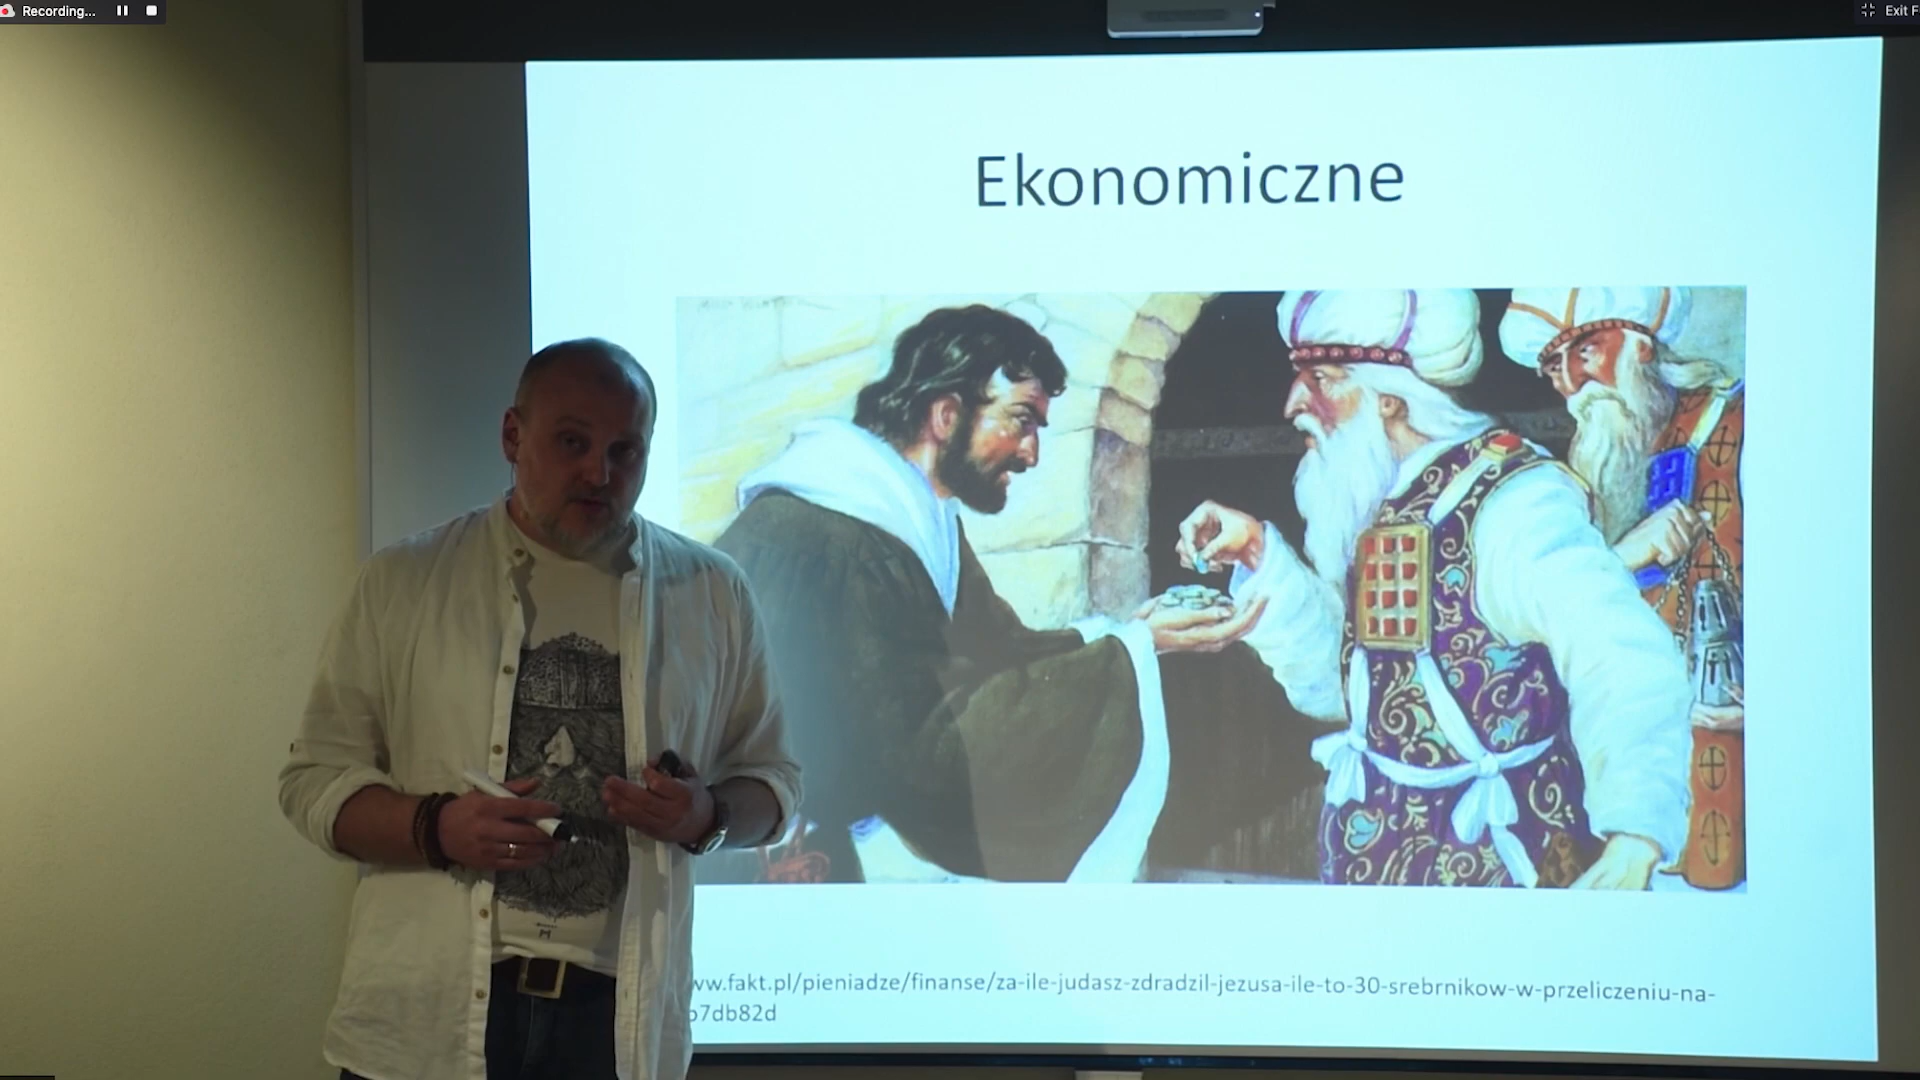 Recording...
Exit F
Ekonomiczne
ww.fakt.pl/pieniadze/finanse/za-ile-judasz-zdradzil-jezusa-ile-to-30-srebrnikow-w-przeliczeniu-na-
b7db82d